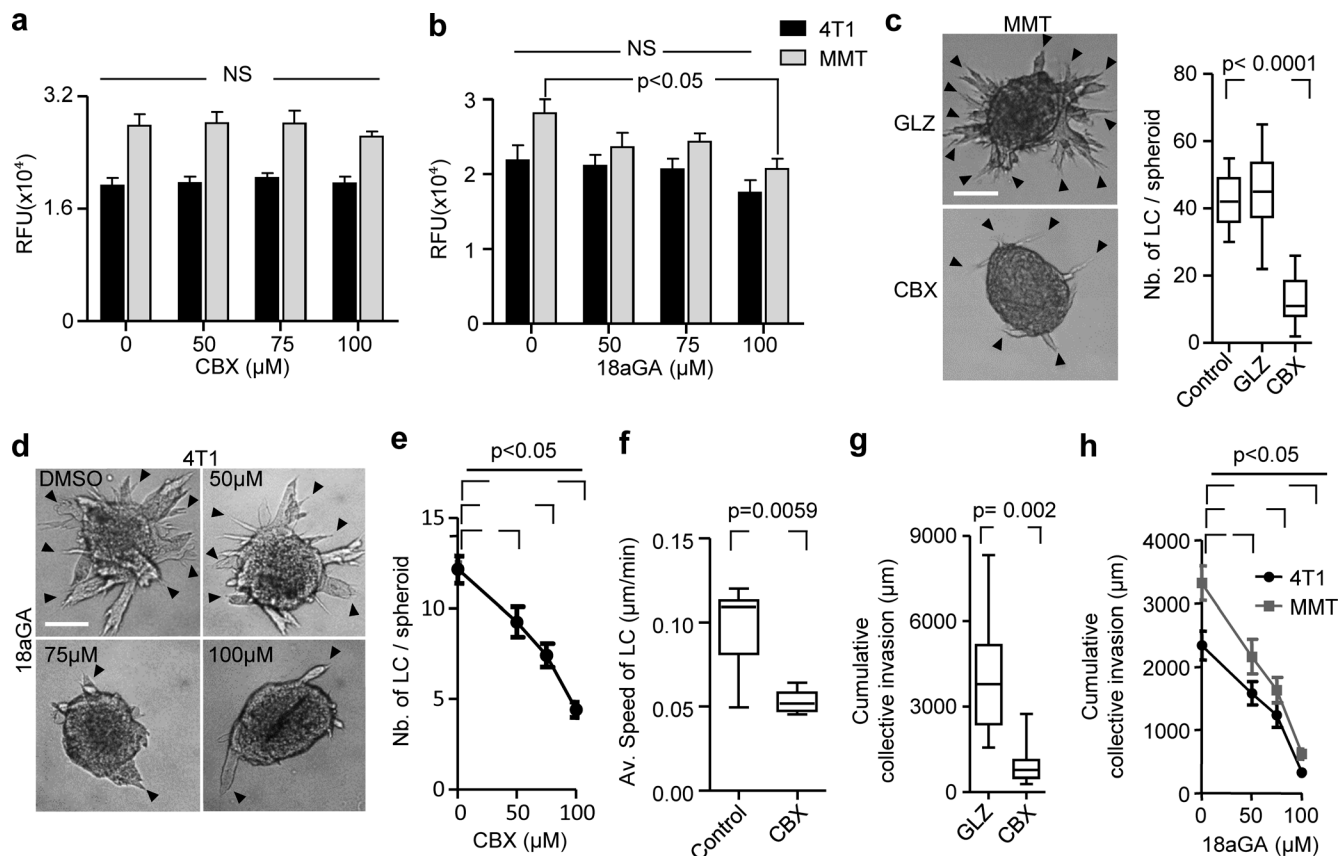 a
NS
RFU(x10⁴)
3.2
1.6
0
0 50 75 100
CBX (µM)
b
4T1
MMT
NS
p<0.05
RFU(x10⁴)
3
2
1
0
0 50 75 100
18aGA (µM)
c
MMT
GLZ
CBX
p< 0.0001
Nb. of LC / spheroid
80
60
40
20
0
Control
GLZ
CBX
d
4T1
18aGA
DMSO
50µM
75µM
100µM
e
p<0.05
Nb. of LC / spheroid
15
10
5
0
0 50 100
CBX (µM)
f
p=0.0059
Av. Speed of LC (µm/min)
0.15
0.10
0.05
0.00
Control
CBX
g
p= 0.002
Cumulative
collective invasion (µm)
9000
6000
3000
0
GLZ
CBX
h
p<0.05
4T1
MMT
Cumulative
collective invasion (µm)
4000
3000
2000
1000
0
0 50 100
18aGA (µM)